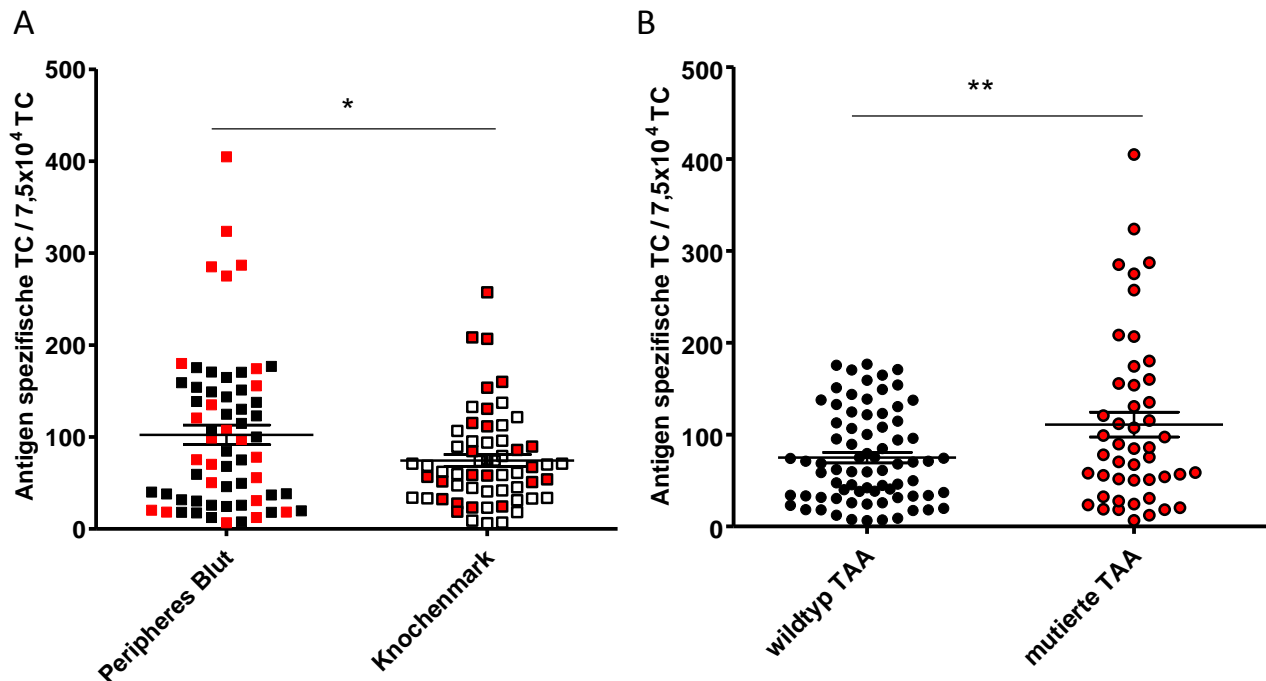 A
Antigen spezifische TC / 7,5x10⁴ TC
500
400
300
200
100
0
*
Peripheres Blut
Knochenmark
B
Antigen spezifische TC / 7,5x10⁴ TC
500
400
300
200
100
0
**
wildtyp TAA
mutierte TAA